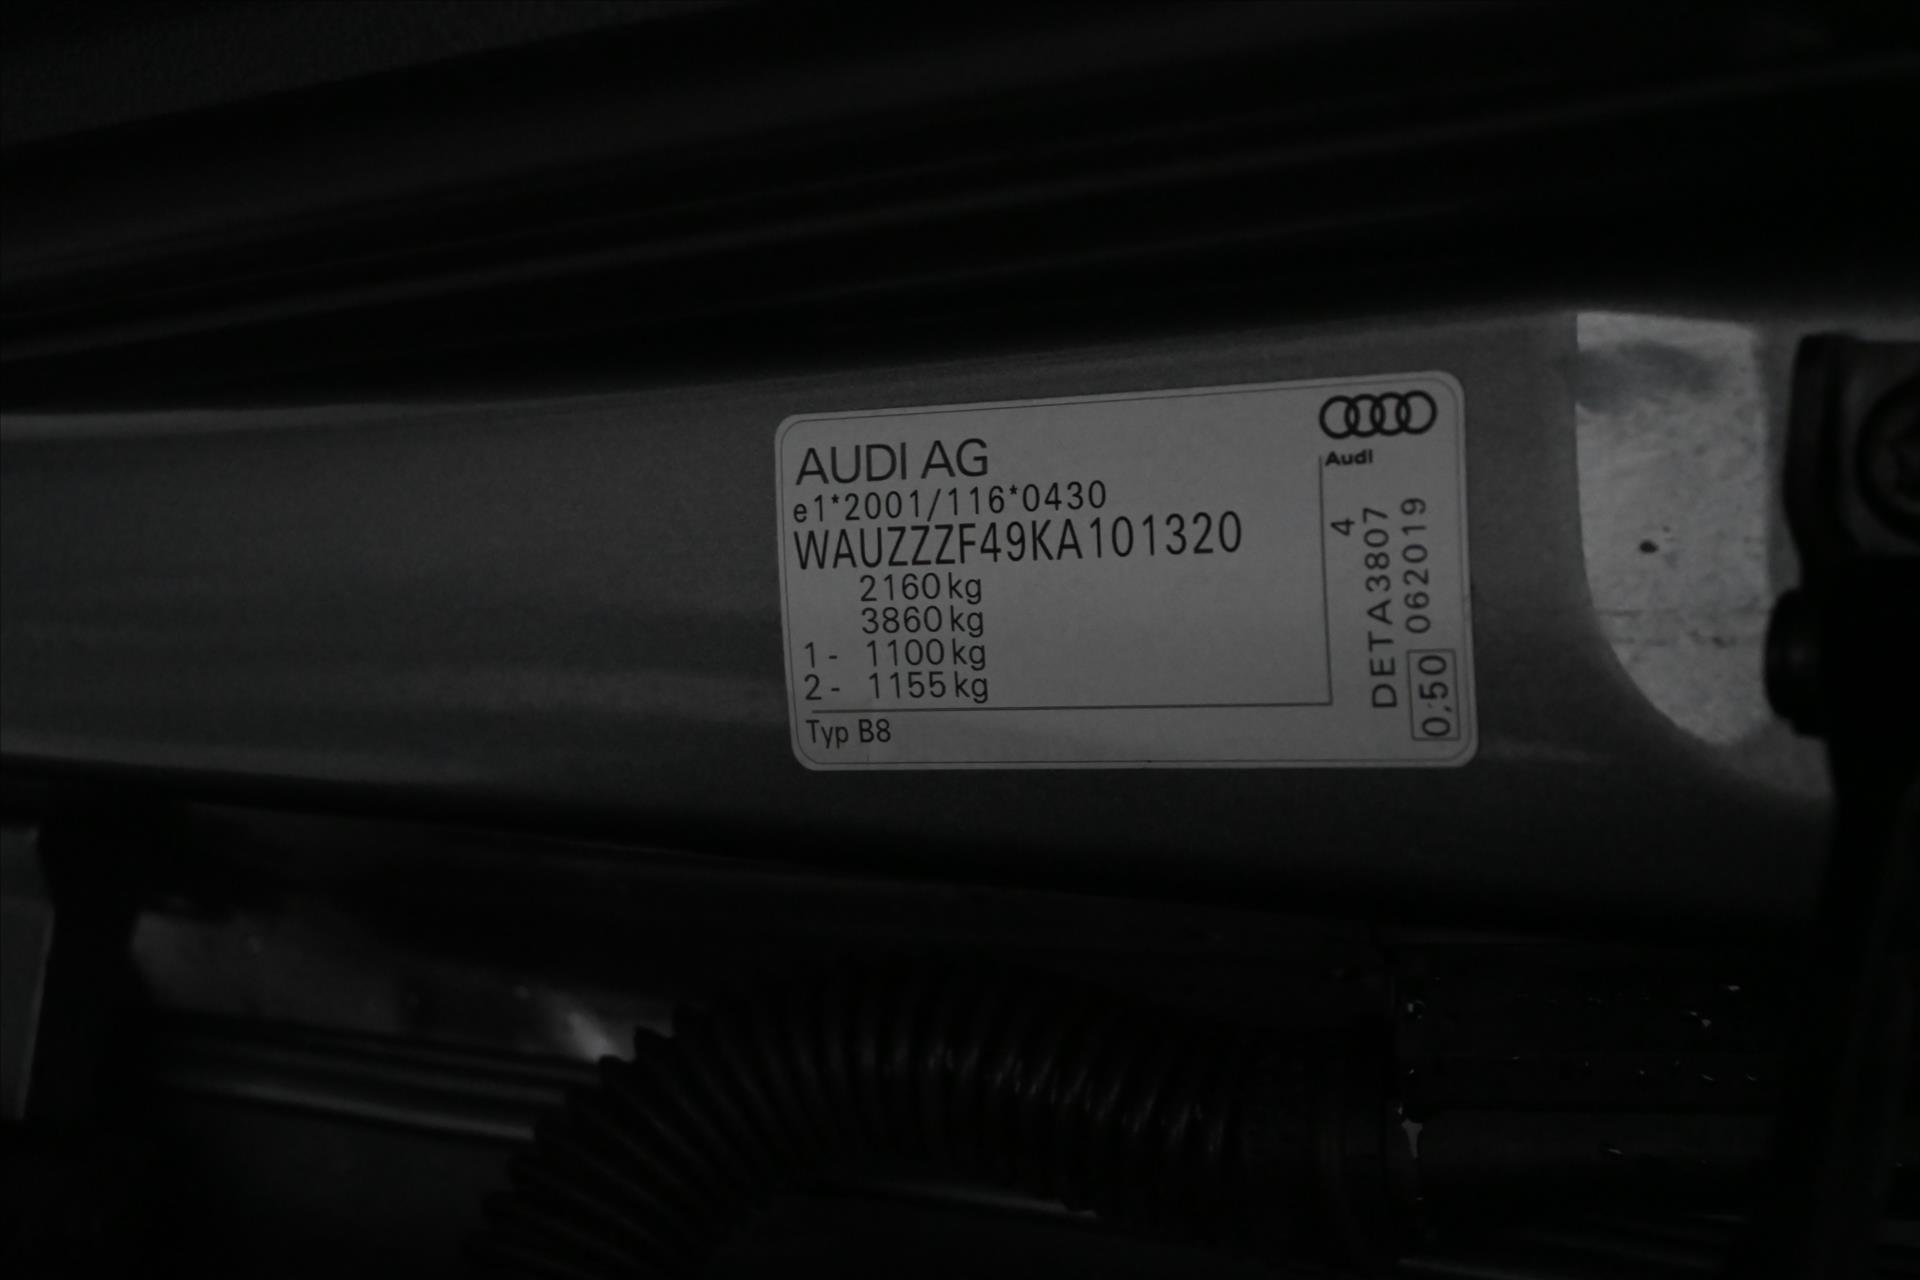 AUDI AG
e1*2001/116*0430
WAUZZZF49KA101320
2160 kg
3860 kg
1 - 1100 kg
2 - 1155 kg
Typ B8
Audi
4
DETA3807
0,50 062019